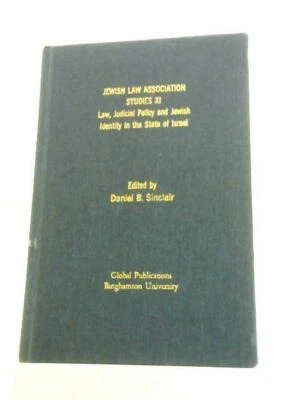 JEWISH LAW ASSOCIATION
STUDIES XI
Law, Judicial Policy and Jewish
Identity in the State of Israel
Edited by
Daniel B. Sinclair
Global Publications
Binghamton University